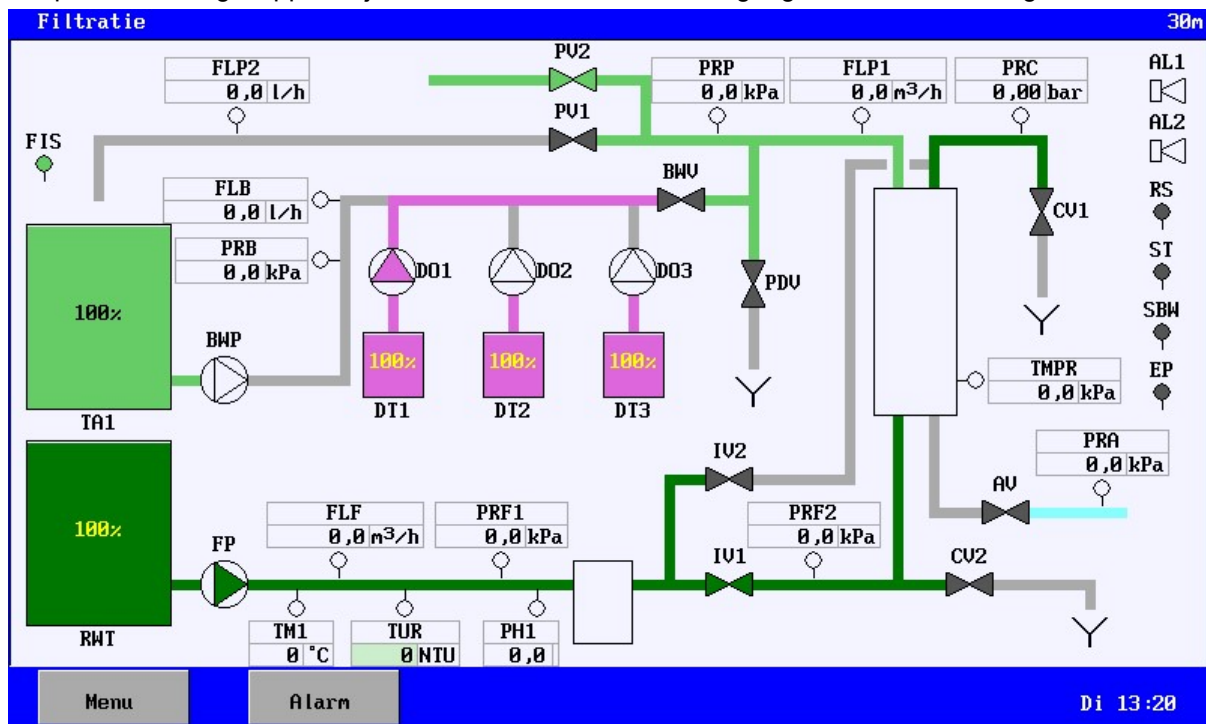 Filtratie 30m
FLP2
0,0 l/h
PV2
PRP
0,0 kPa
FLP1
0,0 m³/h
PRC
0,00 bar
AL1
AL2
PV1
FIS
FLB
0,0 l/h
BWV
RS
CV1
PRB
0,0 kPa
DO1
DO2
DO3
PDV
ST
100%
BWP
100%
100%
100%
SBW
TA1
DT1
DT2
DT3
TMPR
0,0 kPa
EP
IV2
PRA
0,0 kPa
AV
100%
FP
FLF
0,0 m³/h
PRF1
0,0 kPa
PRF2
0,0 kPa
IV1
CV2
RWT
TM1
0 °C
TUR
0 NTU
PH1
0,0
Menu Alarm Di 13:20